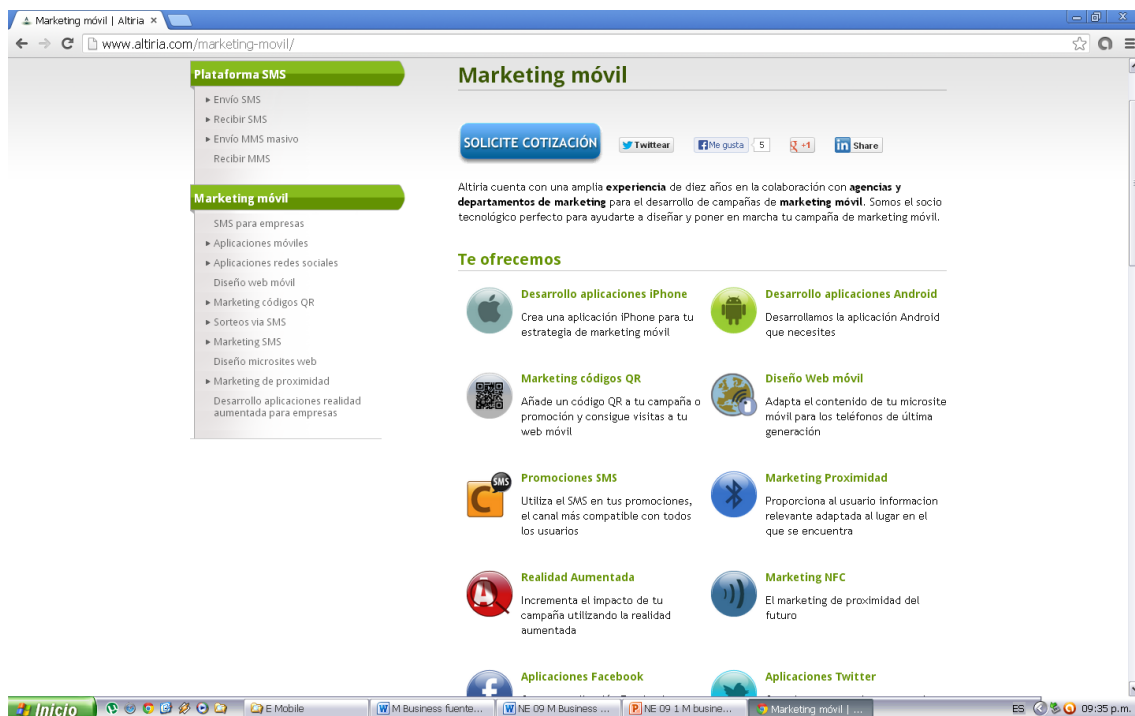 Marketing móvil | Altiria ×
www.altiria.com/marketing-movil/
Plataforma SMS
Envío SMS
Recibir SMS
Envío MMS masivo
Recibir MMS
Marketing móvil
SMS para empresas
Aplicaciones móviles
Aplicaciones redes sociales
Diseño web móvil
Marketing códigos QR
Sorteos via SMS
Marketing SMS
Diseño microsites web
Marketing de proximidad
Desarrollo aplicaciones realidad
aumentada para empresas
Marketing móvil
SOLICITE COTIZACIÓN
Twittear
Me gusta 5
+1
in Share
Altiria cuenta con una amplia experiencia de diez años en la colaboración con agencias y
departamentos de marketing para el desarrollo de campañas de marketing móvil. Somos el socio
tecnológico perfecto para ayudarte a diseñar y poner en marcha tu campaña de marketing móvil.
Te ofrecemos
Desarrollo aplicaciones iPhone
Crea una aplicación iPhone para tu
estrategia de marketing móvil
Desarrollo aplicaciones Android
Desarrollamos la aplicación Android
que necesites
Marketing códigos QR
Añade un código QR a tu campaña o
promoción y consigue visitas a tu
web móvil
Diseño Web móvil
Adapta el contenido de tu microsite
móvil para los teléfonos de última
generación
SMS
Promociones SMS
Utiliza el SMS en tus promociones,
el canal más compatible con todos
los usuarios
Marketing Proximidad
Proporciona al usuario informacion
relevante adaptada al lugar en el
que se encuentra
Realidad Aumentada
Incrementa el impacto de tu
campaña utilizando la realidad
aumentada
Marketing NFC
El marketing de proximidad del
futuro
Aplicaciones Facebook
Aplicaciones Twitter
Inicio
E Mobile
M Business fuente...
NE 09 M Business ...
NE 09 1 M busine...
Marketing móvil | ...
ES
09:35 p.m.